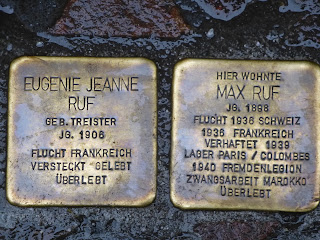 EUGENIE JEANNE
RUF
GEB. TREISTER
JG. 1906
FLUCHT FRANKREICH
VERSTECKT GELEBT
ÜBERLEBT
HIER WOHNTE
MAX RUF
JG. 1898
FLUCHT 1936 SCHWEIZ
1936 FRANKREICH
VERHAFTET 1939
LAGER PARIS / COLOMBES
1940 FREMDENLEGION
ZWANGSARBEIT MAROKKO
ÜBERLEBT